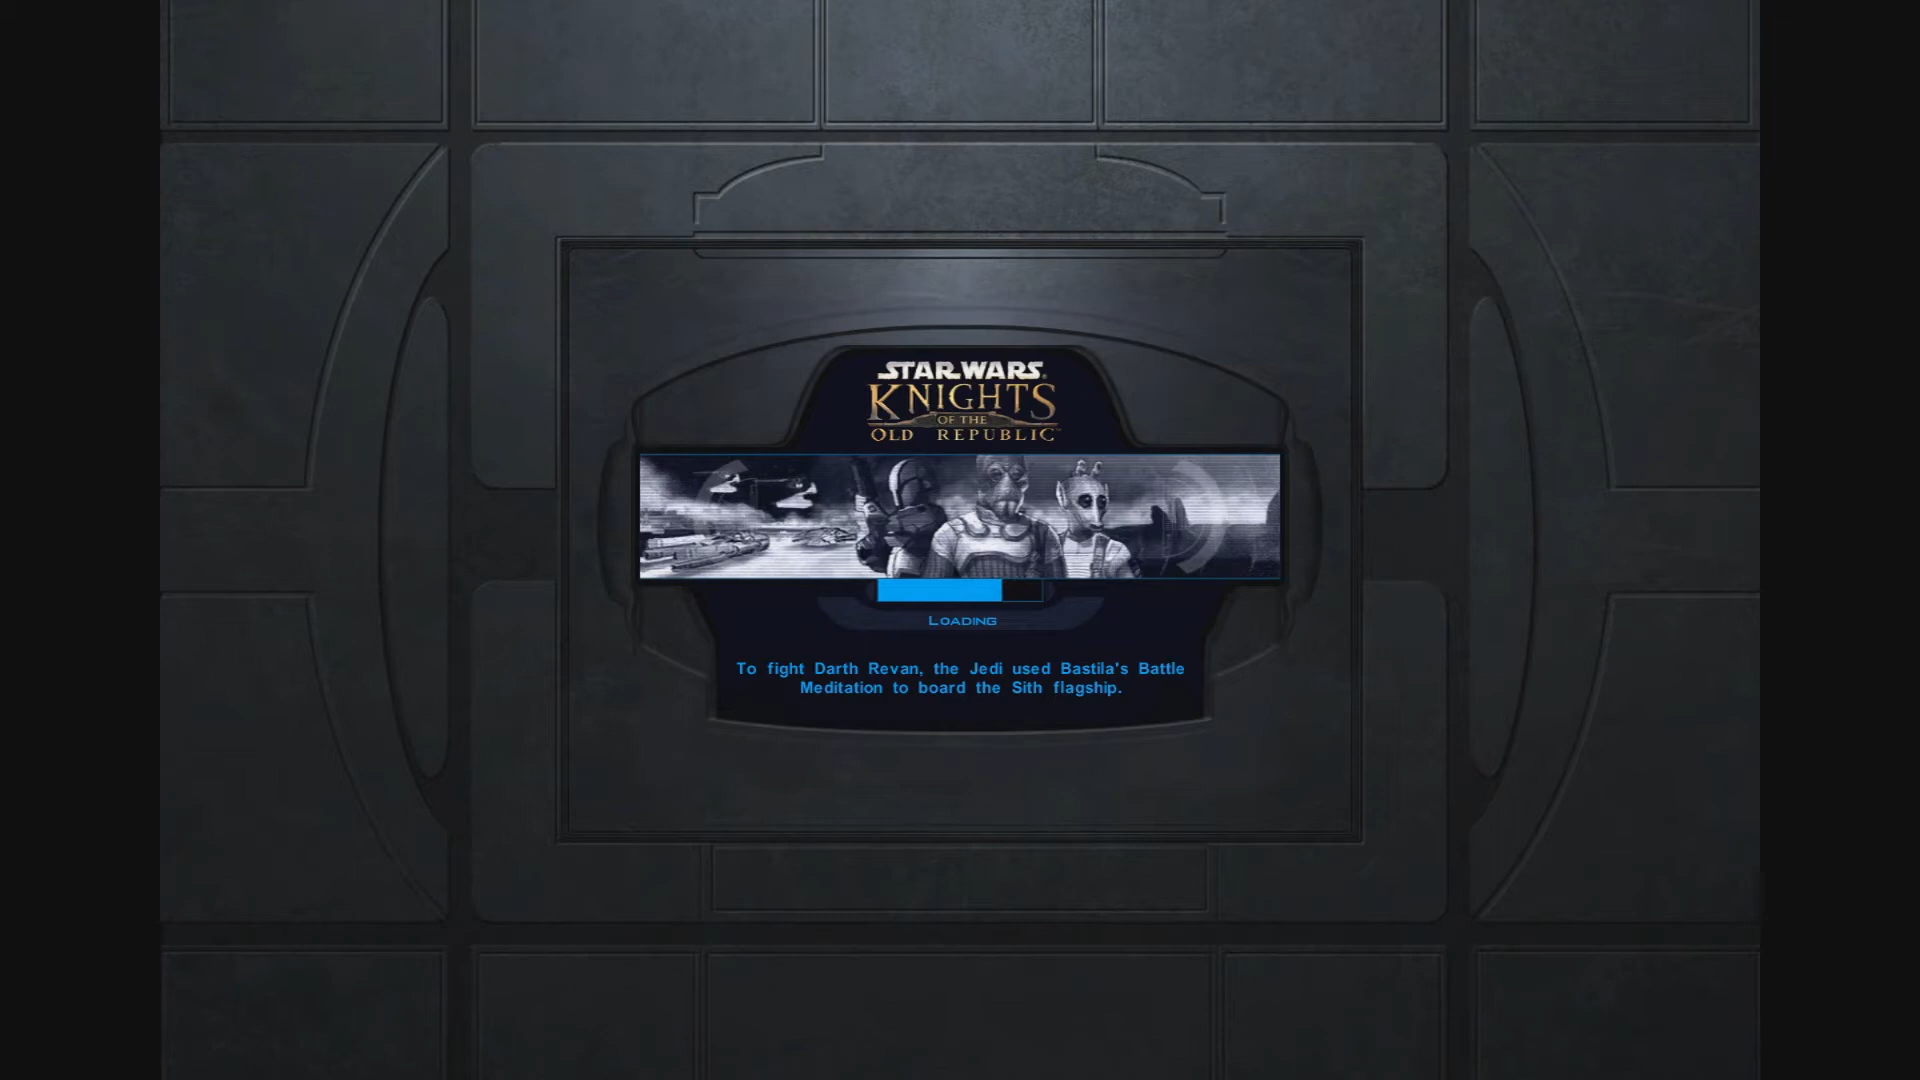 STAR WARS
KNIGHTS
OF THE
OLD REPUBLIC™
LOADING
To fight Darth Revan, the Jedi used Bastila's Battle
Meditation to board the Sith flagship.